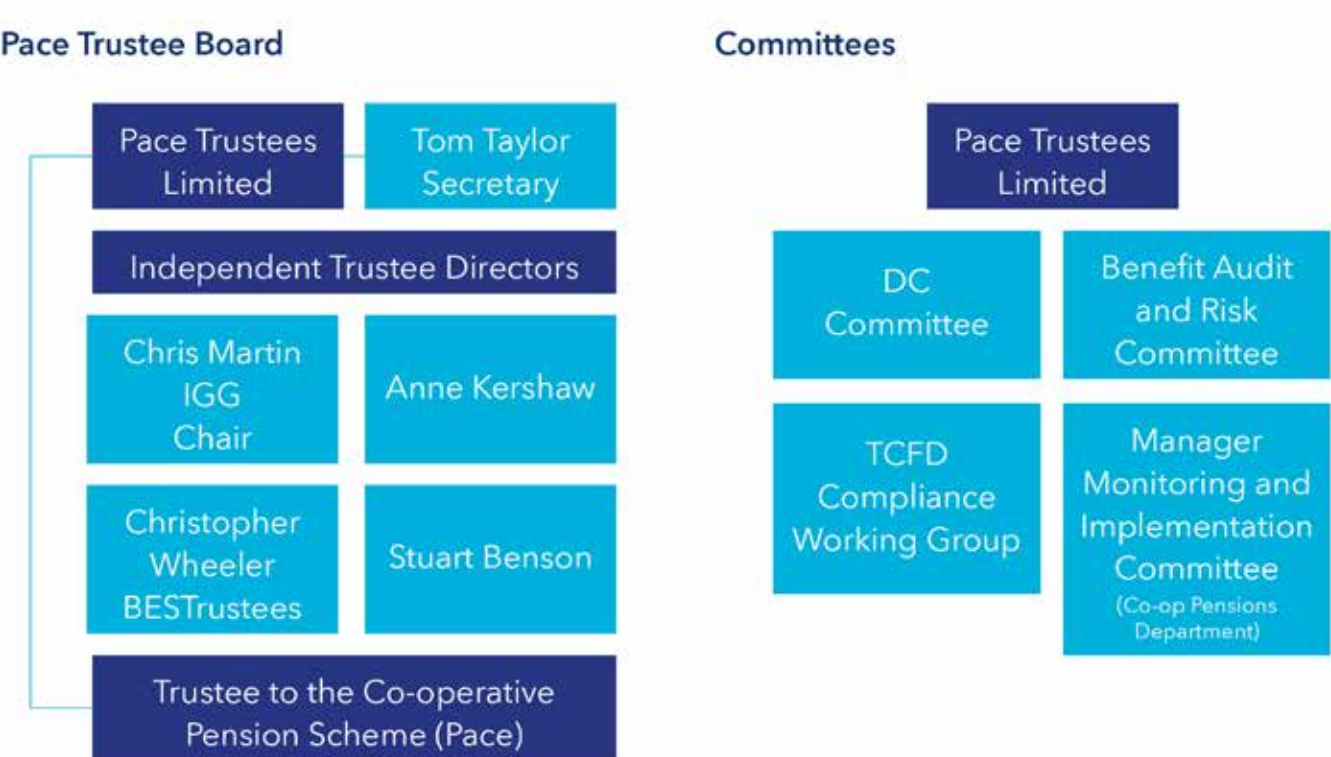 Pace Trustee Board
Pace Trustees
Limited
Tom Taylor
Secretary
Independent Trustee Directors
Chris Martin
IGG
Chair
Anne Kershaw
Christopher
Wheeler
BESTrustees
Stuart Benson
Trustee to the Co-operative
Pension Scheme (Pace)
Committees
Pace Trustees
Limited
DC
Committee
Benefit Audit
and Risk
Committee
TCFD
Compliance
Working Group
Manager
Monitoring and
Implementation
Committee
(Co-op Pensions
Department)